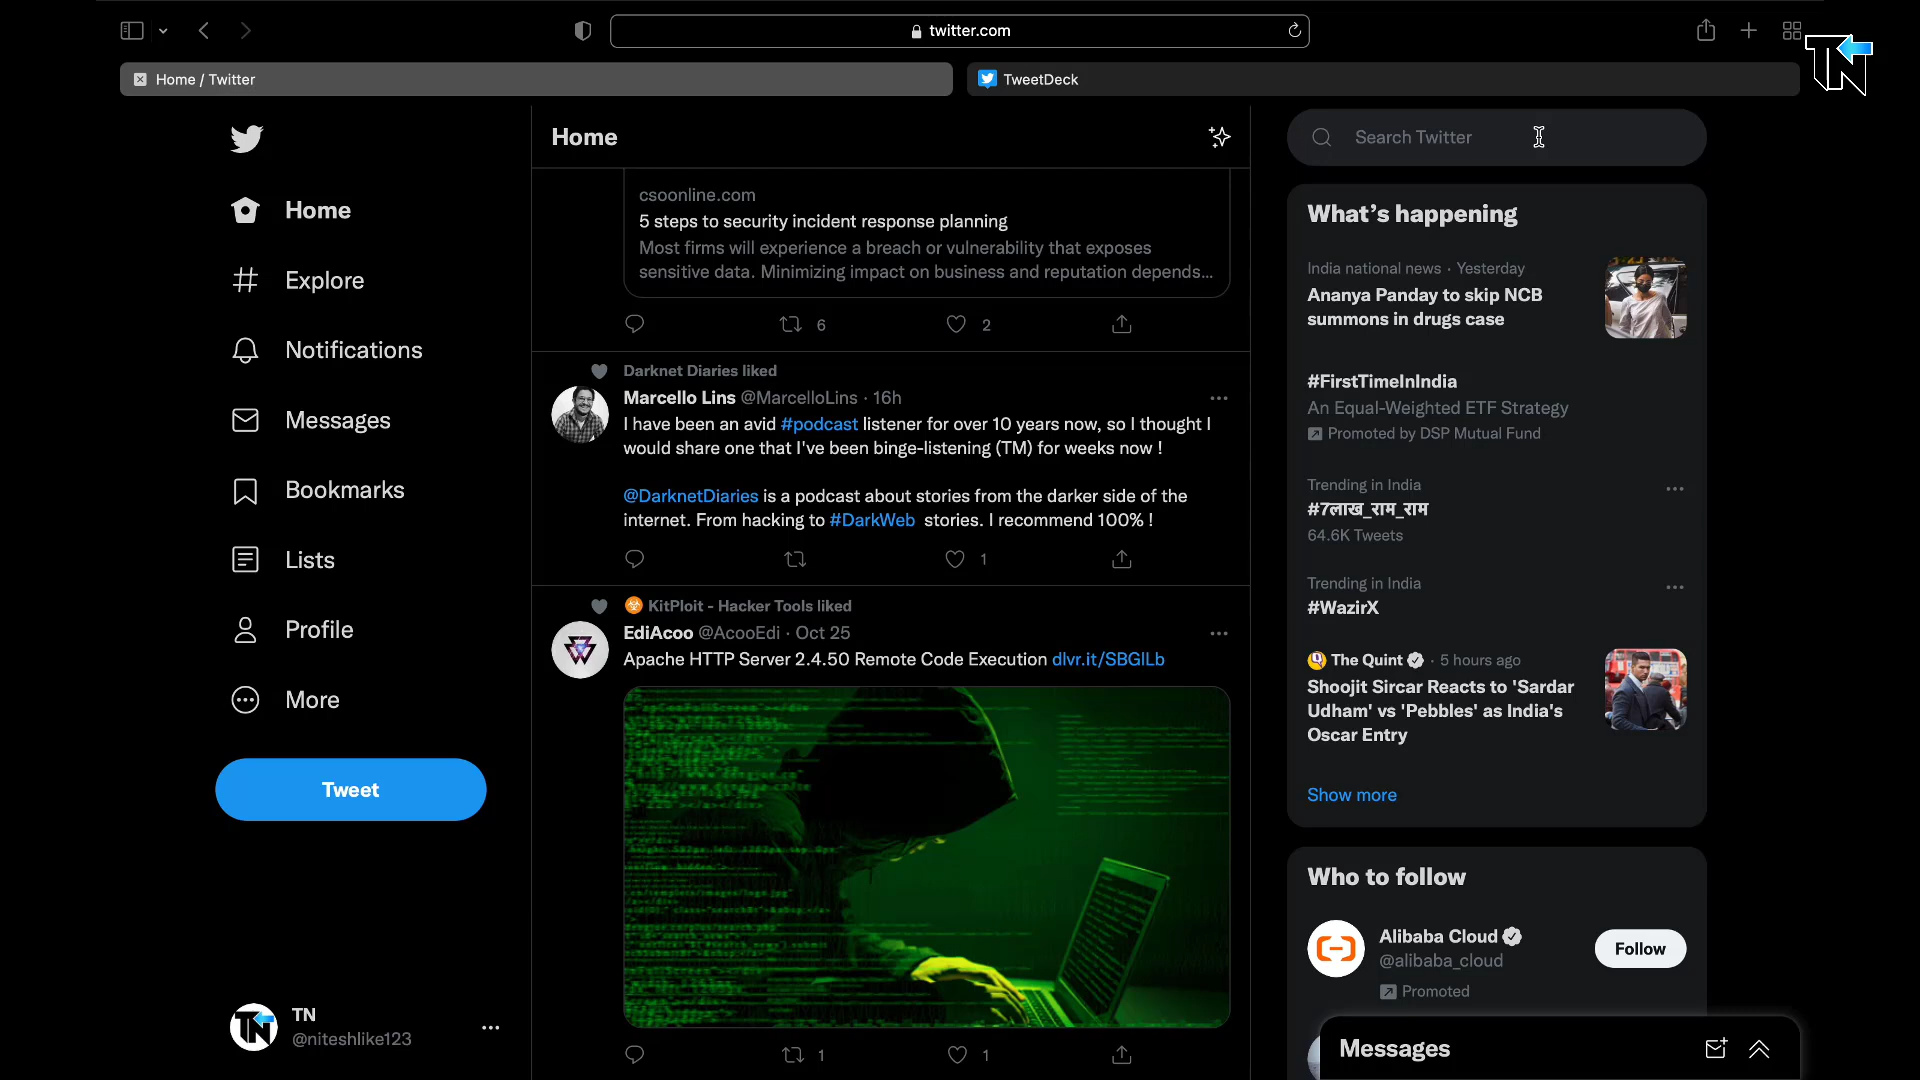 twitter.com
Home / Twitter
TweetDeck
TN
Home
Explore
Notifications
Messages
Bookmarks
Lists
Profile
More
Tweet
TN
@niteshlike123
Home
csoonline.com
5 steps to security incident response planning
Most firms will experience a breach or vulnerability that exposes
sensitive data. Minimizing impact on business and reputation depends...
6
2
Darknet Diaries liked
Marcello Lins @MarcelloLins · 16h
I have been an avid #podcast listener for over 10 years now, so I thought I
would share one that I've been binge-listening (TM) for weeks now !
@DarknetDiaries is a podcast about stories from the darker side of the
internet. From hacking to #DarkWeb stories. I recommend 100% !
1
KitPloit - Hacker Tools liked
EdiAcoo @AcooEdi · Oct 25
Apache HTTP Server 2.4.50 Remote Code Execution dlvr.it/SBGlLb
1
1
Search Twitter
What's happening
India national news · Yesterday
Ananya Panday to skip NCB
summons in drugs case
#FirstTimeInIndia
An Equal-Weighted ETF Strategy
Promoted by DSP Mutual Fund
Trending in India
#7लाख_राम_राम
64.6K Tweets
Trending in India
#WazirX
The Quint · 5 hours ago
Shoojit Sircar Reacts to 'Sardar
Udham' vs 'Pebbles' as India's
Oscar Entry
Show more
Who to follow
Alibaba Cloud
@alibaba_cloud
Follow
Promoted
Messages